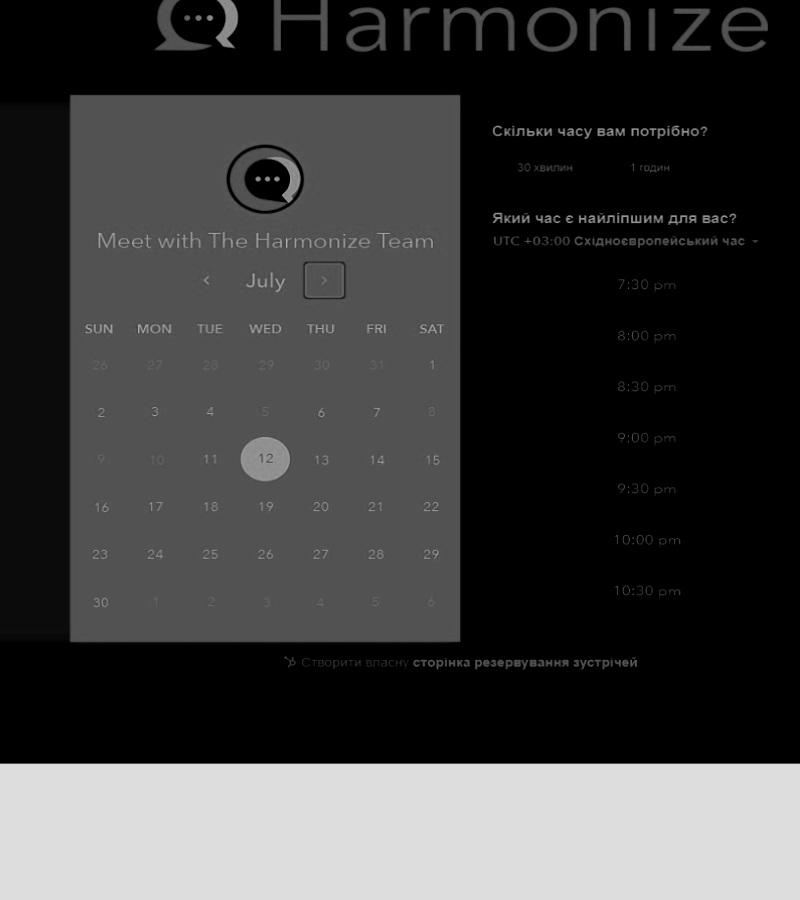 Harmonize
Meet with The Harmonize Team
July
SUN MON TUE WED THU FRI SAT
26 27 28 29 30 31 1
2 3 4 5 6 7 8
9 10 11 12 13 14 15
16 17 18 19 20 21 22
23 24 25 26 27 28 29
30 1 2 3 4 5 6
Скільки часу вам потрібно?
30 хвилин 1 годин
Який час є найліпшим для вас?
UTC +03:00 Східноєвропейський час
7:30 pm
8:00 pm
8:30 pm
9:00 pm
9:30 pm
10:00 pm
10:30 pm
Створити власну сторінка резервування зустрічей